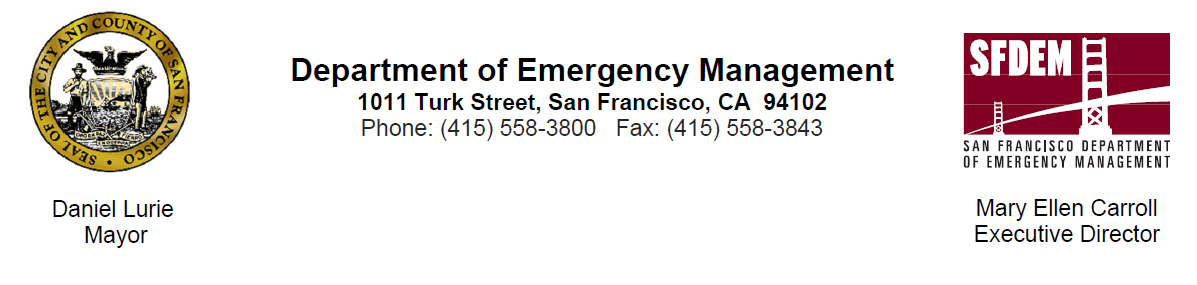 SEAL OF THE CITY AND COUNTY OF SAN FRANCISCO
Daniel Lurie
Mayor
Department of Emergency Management
1011 Turk Street, San Francisco, CA  94102
Phone: (415) 558-3800   Fax: (415) 558-3843
SFDEM
SAN FRANCISCO DEPARTMENT
OF EMERGENCY MANAGEMENT
Mary Ellen Carroll
Executive Director